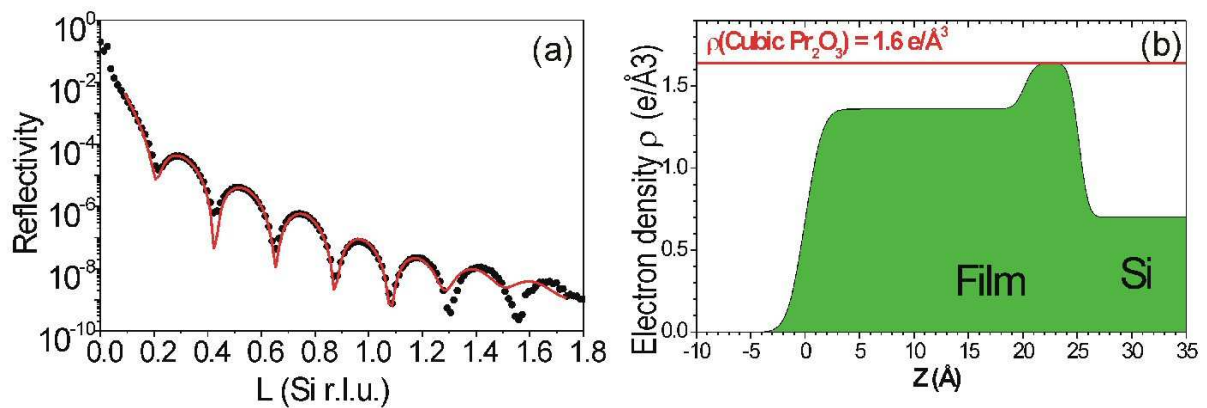 10⁰
10⁻²
10⁻⁴
10⁻⁶
10⁻⁸
10⁻¹⁰
Reflectivity
(a)
0.0 0.2 0.4 0.6 0.8 1.0 1.2 1.4 1.6 1.8
L (Si r.l.u.)
ρ(Cubic Pr₂O₃) = 1.6 e/Å³
(b)
1.5
1.0
0.5
0.0
Electron density ρ (e/Å3)
Film
Si
-10 -5 0 5 10 15 20 25 30 35
Z (Å)